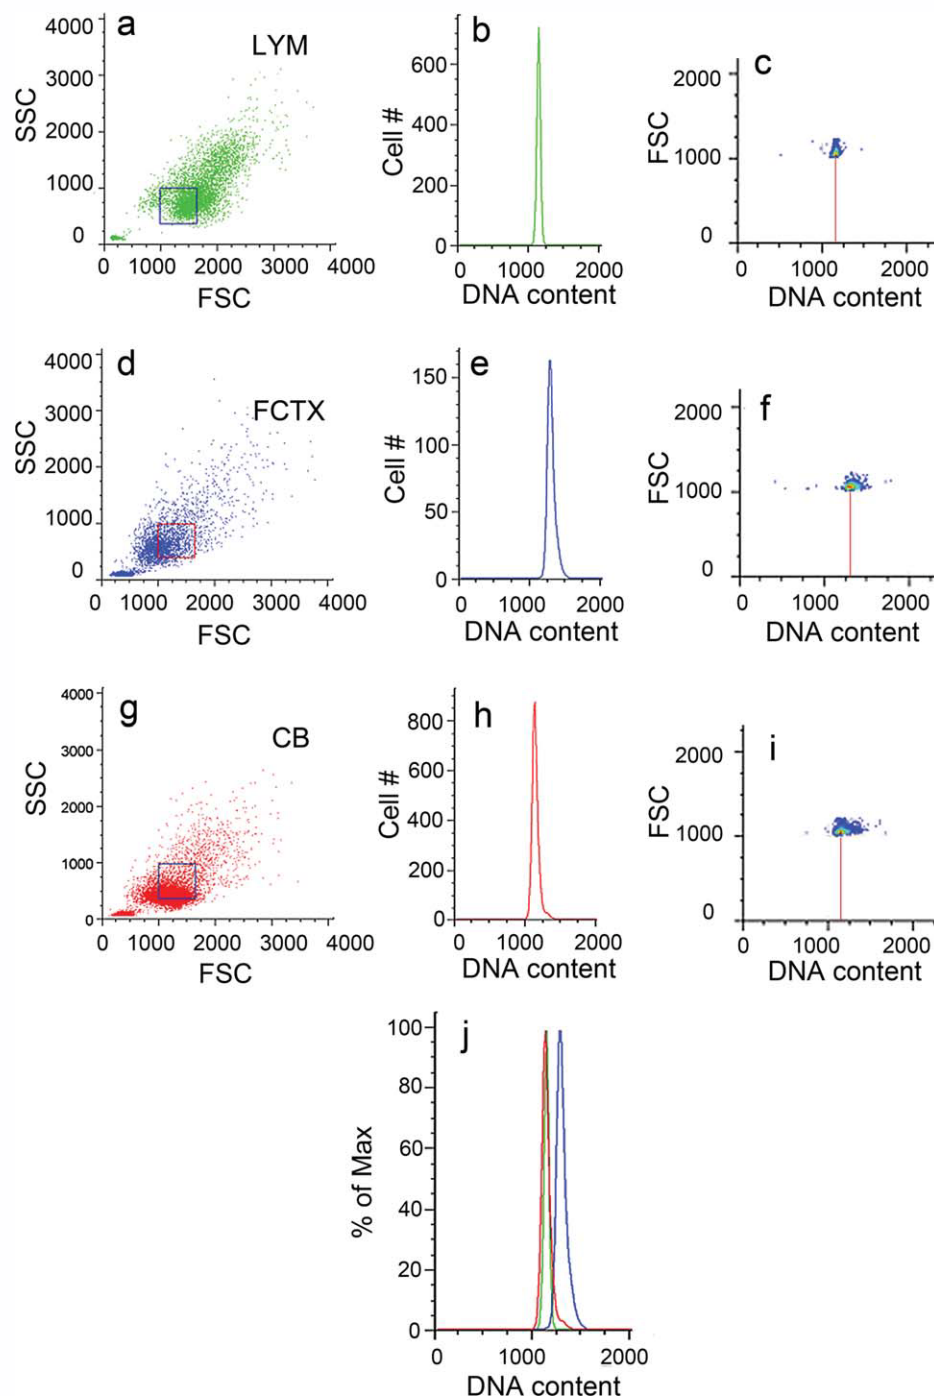 a
LYM
SSC
4000
3000
2000
1000
0
0 1000 2000 3000 4000
FSC
b
Cell #
600
400
200
0
0 1000 2000
DNA content
c
FSC
2000
1000
0
0 1000 2000
DNA content
d
FCTX
SSC
4000
3000
2000
1000
0
0 1000 2000 3000 4000
FSC
e
Cell #
150
100
50
0
0 1000 2000
DNA content
f
FSC
2000
1000
0
0 1000 2000
DNA content
g
CB
SSC
4000
3000
2000
1000
0
0 1000 2000 3000 4000
FSC
h
Cell #
800
600
400
200
0
0 1000 2000
DNA content
i
FSC
2000
1000
0
0 1000 2000
DNA content
j
% of Max
100
80
60
40
20
0
0 1000 2000
DNA content